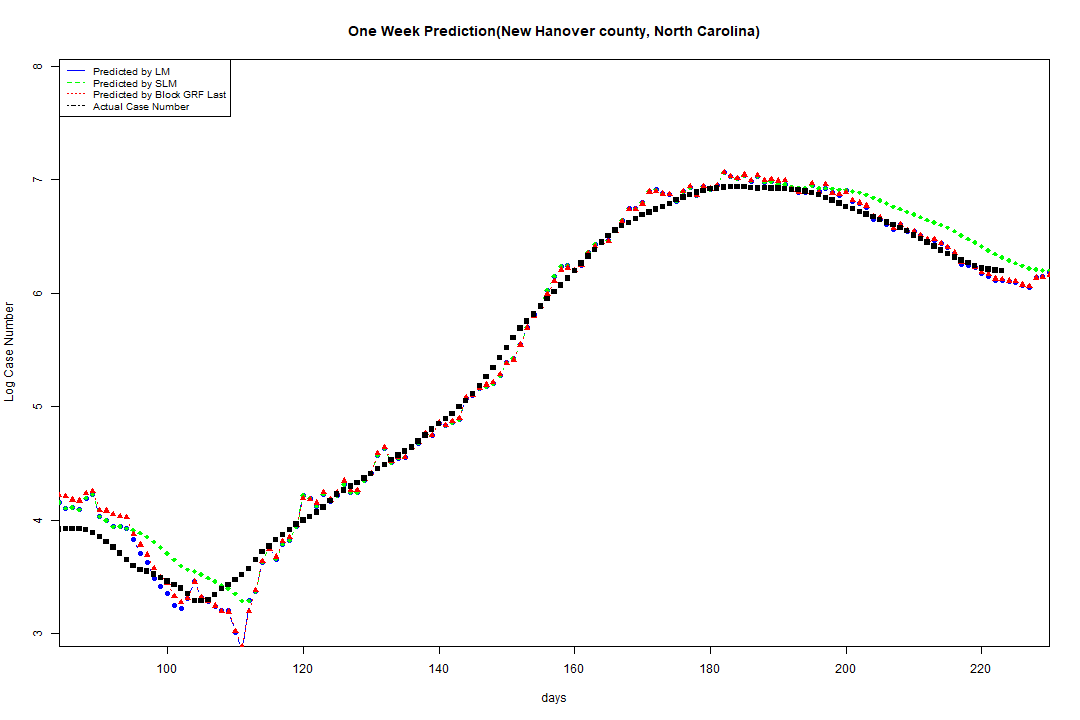 One Week Prediction(New Hanover county, North Carolina)
Predicted by LM
Predicted by SLM
Predicted by Block GRF Last
Actual Case Number
8
7
6
5
4
3
Log Case Number
100 120 140 160 180 200 220
days